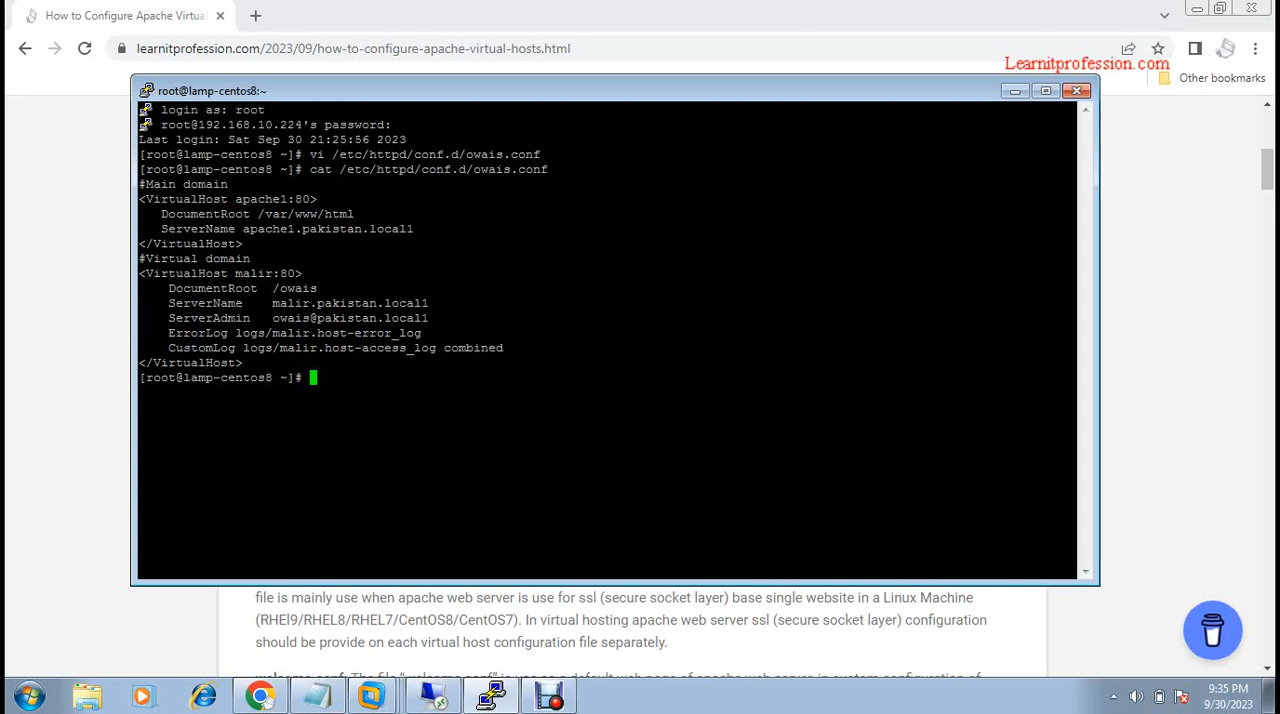 How to Configure Apache Virtua
learnitprofession.com/2023/09/how-to-configure-apache-virtual-hosts.html
Learnitprofession.com
Other bookmarks
root@lamp-centos8:~
login as: root
root@192.168.10.224's password:
Last login: Sat Sep 30 21:25:56 2023
[root@lamp-centos8 ~]# vi /etc/httpd/conf.d/owais.conf
[root@lamp-centos8 ~]# cat /etc/httpd/conf.d/owais.conf
#Main domain
<VirtualHost apache1:80>
DocumentRoot /var/www/html
ServerName apache1.pakistan.local1
</VirtualHost>
#Virtual domain
<VirtualHost malir:80>
DocumentRoot /owais
ServerName malir.pakistan.local1
ServerAdmin owais@pakistan.local1
ErrorLog logs/malir.host-error_log
CustomLog logs/malir.host-access_log combined
</VirtualHost>
[root@lamp-centos8 ~]#
file is mainly use when apache web server is use for ssl (secure socket layer) base single website in a Linux Machine
(RHEl9/RHEL8/RHEL7/CentOS8/CentOS7). In virtual hosting apache web server ssl (secure socket layer) configuration
should be provide on each virtual host configuration file separately.
9:35 PM
9/30/2023